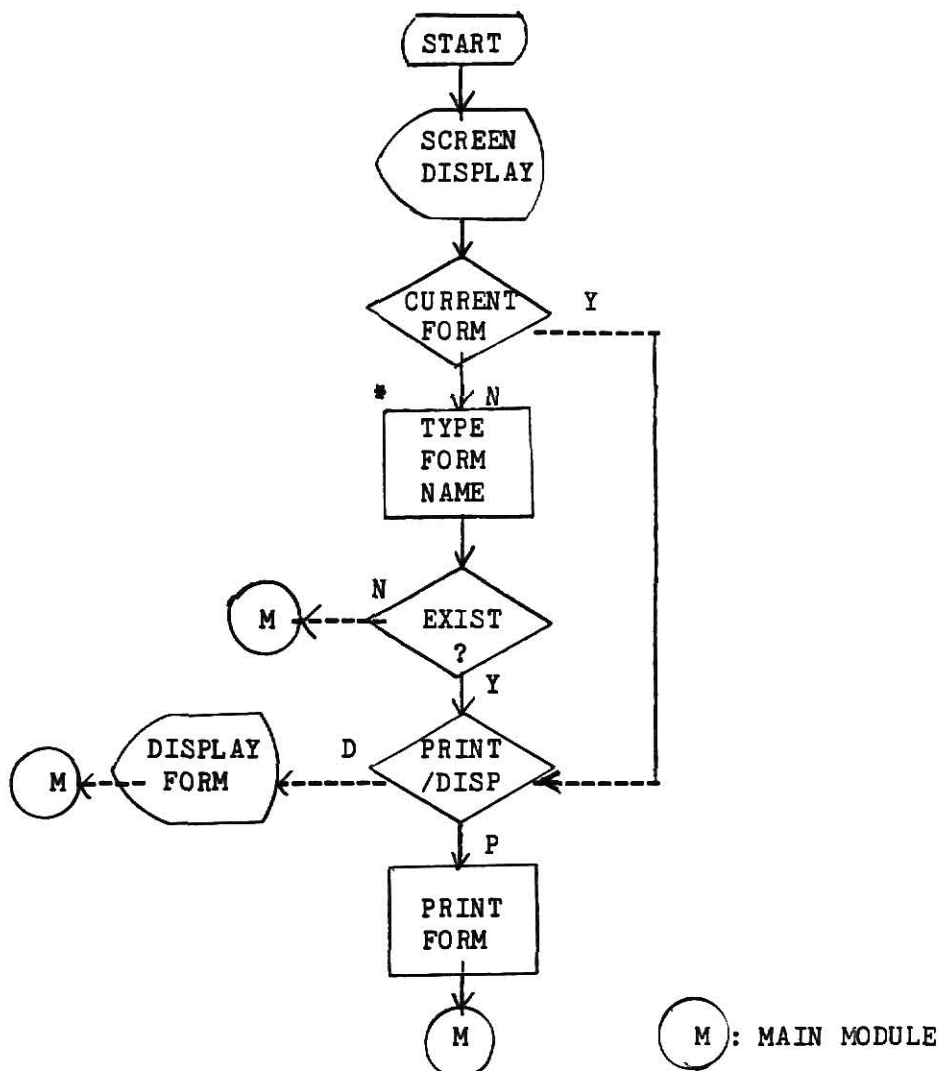 START
SCREEN
DISPLAY
CURRENT
FORM
Y
*
N
TYPE
FORM
NAME
N
M
EXIST
?
Y
M
DISPLAY
FORM
D
PRINT
/DISP
P
PRINT
FORM
M
M : MAIN MODULE